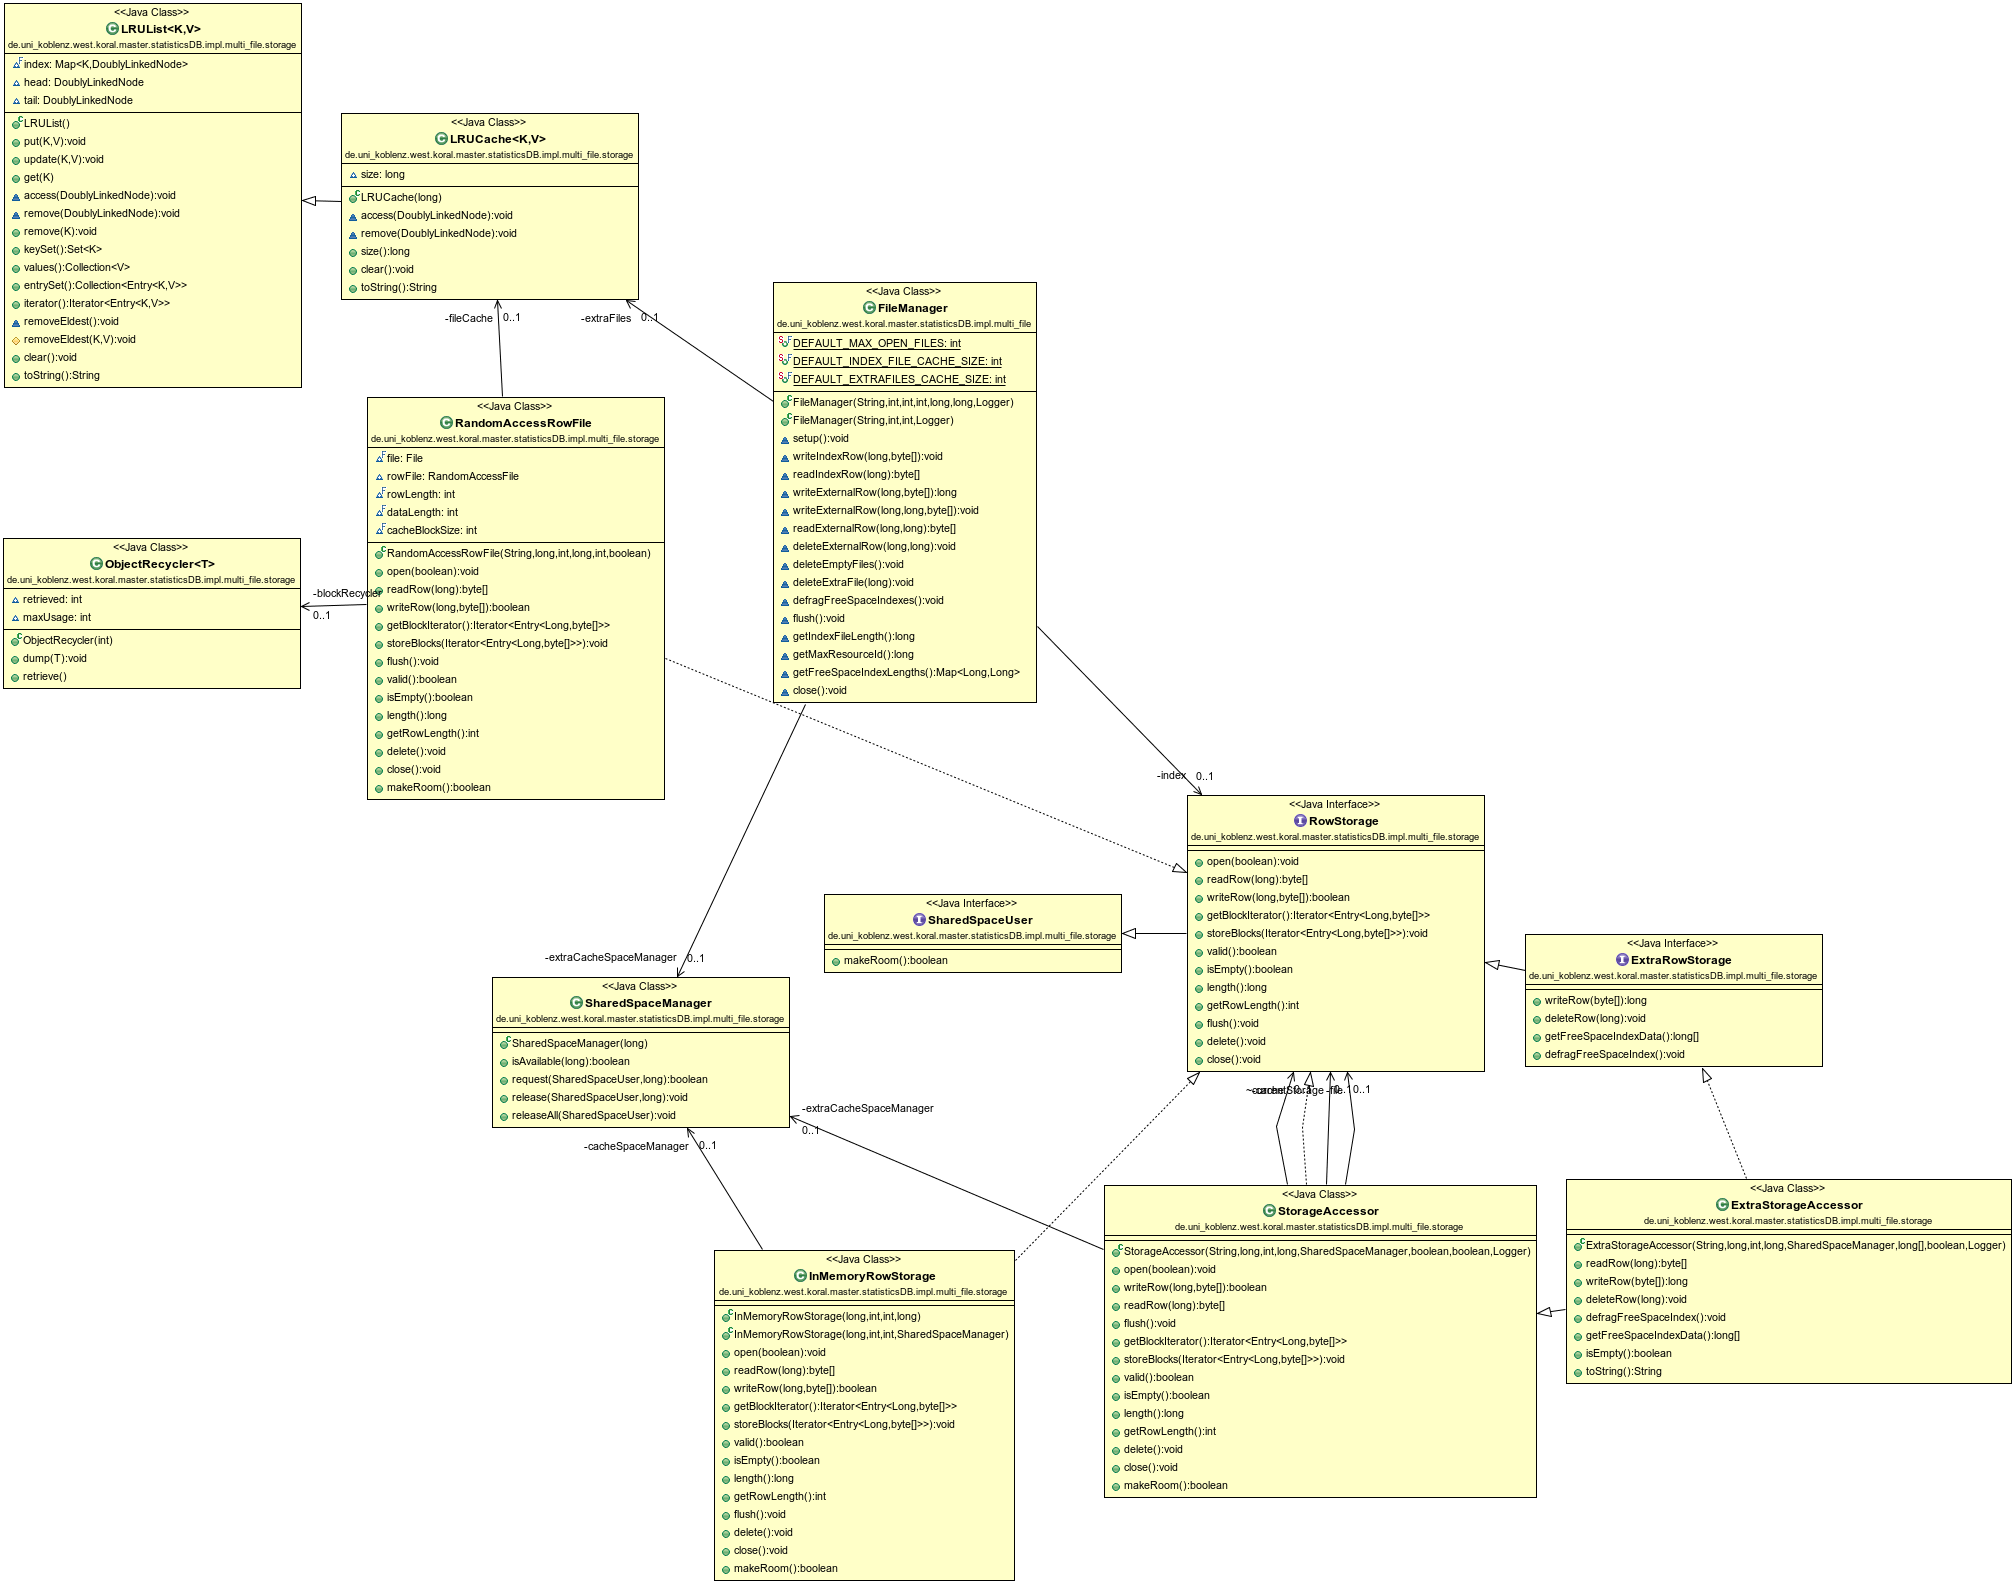 <<Java Class>>
LRUList<K,V>
de.uni_koblenz.west.koral.master.statisticsDB.impl.multi_file.storage
index: Map<K,DoublyLinkedNode>
head: DoublyLinkedNode
tail: DoublyLinkedNode
LRUList()
put(K,V):void
update(K,V):void
get(K)
access(DoublyLinkedNode):void
remove(DoublyLinkedNode):void
remove(K):void
keySet():Set<K>
values():Collection<V>
entrySet():Collection<Entry<K,V>>
iterator():Iterator<Entry<K,V>>
removeEldest():void
removeEldest(K,V):void
clear():void
toString():String
<<Java Class>>
LRUCache<K,V>
de.uni_koblenz.west.koral.master.statisticsDB.impl.multi_file.storage
size: long
LRUCache(long)
access(DoublyLinkedNode):void
remove(DoublyLinkedNode):void
size():long
clear():void
toString():String
-fileCache 0..1
-extraFiles 0..1
<<Java Class>>
FileManager
de.uni_koblenz.west.koral.master.statisticsDB.impl.multi_file
DEFAULT_MAX_OPEN_FILES: int
DEFAULT_INDEX_FILE_CACHE_SIZE: int
DEFAULT_EXTRAFILES_CACHE_SIZE: int
FileManager(String,int,int,int,long,long,Logger)
FileManager(String,int,int,Logger)
setup():void
writeIndexRow(long,byte[]):void
readIndexRow(long):byte[]
writeExternalRow(long,byte[]):long
writeExternalRow(long,long,byte[]):void
readExternalRow(long,long):byte[]
deleteExternalRow(long,long):void
deleteEmptyFiles():void
deleteExtraFile(long):void
defragFreeSpaceIndexes():void
flush():void
getIndexFileLength():long
getMaxResourceId():long
getFreeSpaceIndexLengths():Map<Long,Long>
close():void
<<Java Class>>
RandomAccessRowFile
de.uni_koblenz.west.koral.master.statisticsDB.impl.multi_file.storage
file: File
rowFile: RandomAccessFile
rowLength: int
dataLength: int
cacheBlockSize: int
RandomAccessRowFile(String,long,int,long,int,boolean)
open(boolean):void
readRow(long):byte[]
writeRow(long,byte[]):boolean
getBlockIterator():Iterator<Entry<Long,byte[]>>
storeBlocks(Iterator<Entry<Long,byte[]>>):void
flush():void
valid():boolean
isEmpty():boolean
length():long
getRowLength():int
delete():void
close():void
makeRoom():boolean
<<Java Class>>
ObjectRecycler<T>
de.uni_koblenz.west.koral.master.statisticsDB.impl.multi_file.storage
retrieved: int
maxUsage: int
ObjectRecycler(int)
dump(T):void
retrieve()
-blockRecycler
0..1
-index 0..1
<<Java Interface>>
RowStorage
de.uni_koblenz.west.koral.master.statisticsDB.impl.multi_file.storage
open(boolean):void
readRow(long):byte[]
writeRow(long,byte[]):boolean
getBlockIterator():Iterator<Entry<Long,byte[]>>
storeBlocks(Iterator<Entry<Long,byte[]>>):void
valid():boolean
isEmpty():boolean
length():long
getRowLength():int
flush():void
delete():void
close():void
<<Java Interface>>
SharedSpaceUser
de.uni_koblenz.west.koral.master.statisticsDB.impl.multi_file.storage
makeRoom():boolean
<<Java Interface>>
ExtraRowStorage
de.uni_koblenz.west.koral.master.statisticsDB.impl.multi_file.storage
writeRow(byte[]):long
deleteRow(long):void
getFreeSpaceIndexData():long[]
defragFreeSpaceIndex():void
-extraCacheSpaceManager 0..1
<<Java Class>>
SharedSpaceManager
de.uni_koblenz.west.koral.master.statisticsDB.impl.multi_file.storage
SharedSpaceManager(long)
isAvailable(long):boolean
request(SharedSpaceUser,long):boolean
release(SharedSpaceUser,long):void
releaseAll(SharedSpaceUser):void
-extraCacheSpaceManager
0..1
-cacheSpaceManager 0..1
-file 0..1
<<Java Class>>
StorageAccessor
de.uni_koblenz.west.koral.master.statisticsDB.impl.multi_file.storage
StorageAccessor(String,long,int,long,SharedSpaceManager,boolean,boolean,Logger)
open(boolean):void
writeRow(long,byte[]):boolean
readRow(long):byte[]
flush():void
getBlockIterator():Iterator<Entry<Long,byte[]>>
storeBlocks(Iterator<Entry<Long,byte[]>>):void
valid():boolean
isEmpty():boolean
length():long
getRowLength():int
delete():void
close():void
makeRoom():boolean
<<Java Class>>
ExtraStorageAccessor
de.uni_koblenz.west.koral.master.statisticsDB.impl.multi_file.storage
ExtraStorageAccessor(String,long,int,long,SharedSpaceManager,long[],boolean,Logger)
readRow(long):byte[]
writeRow(byte[]):long
deleteRow(long):void
defragFreeSpaceIndex():void
getFreeSpaceIndexData():long[]
isEmpty():boolean
toString():String
<<Java Class>>
InMemoryRowStorage
de.uni_koblenz.west.koral.master.statisticsDB.impl.multi_file.storage
InMemoryRowStorage(long,int,int,long)
InMemoryRowStorage(long,int,int,SharedSpaceManager)
open(boolean):void
readRow(long):byte[]
writeRow(long,byte[]):boolean
getBlockIterator():Iterator<Entry<Long,byte[]>>
storeBlocks(Iterator<Entry<Long,byte[]>>):void
valid():boolean
isEmpty():boolean
length():long
getRowLength():int
flush():void
delete():void
close():void
makeRoom():boolean